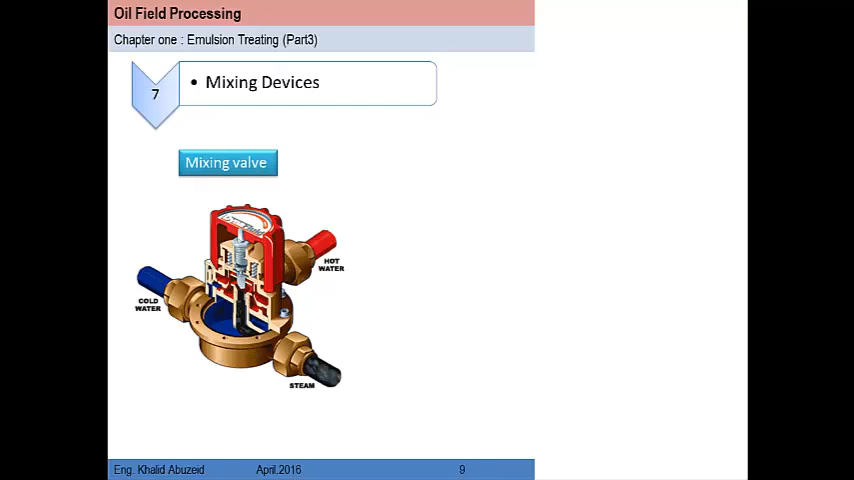 Oil Field Processing
Chapter one : Emulsion Treating (Part3)
7
• Mixing Devices
Mixing valve
HOT
WATER
COLD
WATER
STEAM
Eng. Khalid Abuzeid April.2016 9